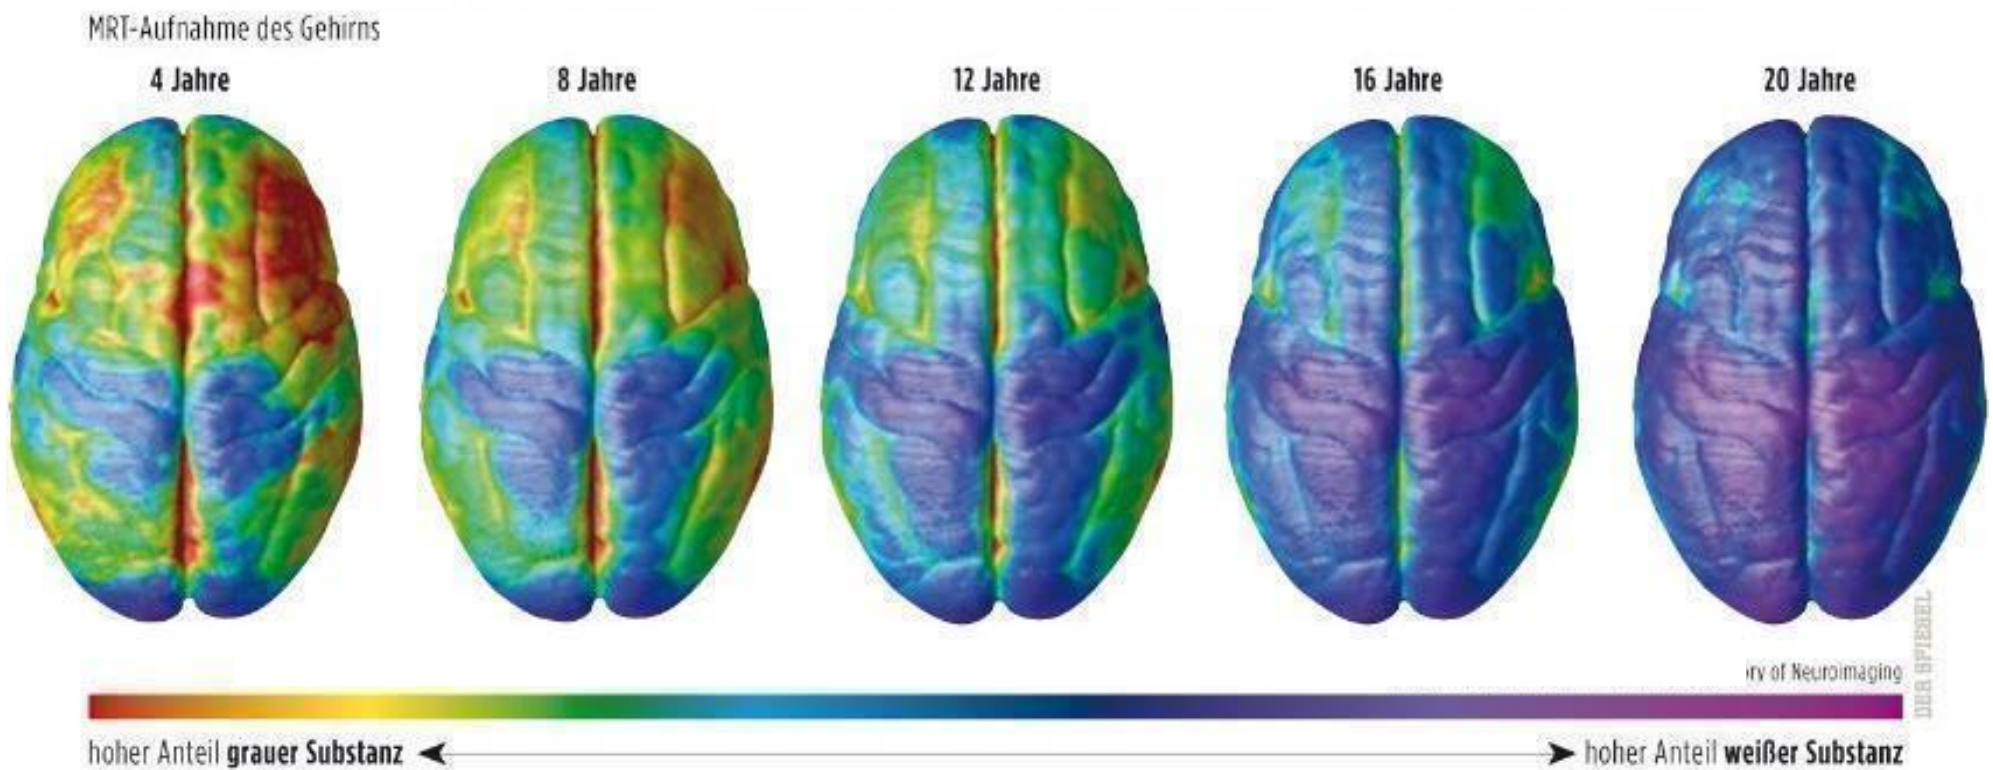 MRT-Aufnahme des Gehirns
4 Jahre 8 Jahre 12 Jahre 16 Jahre 20 Jahre
of Neuroimaging
DER SPIEGEL
hoher Anteil grauer Substanz hoher Anteil weißer Substanz